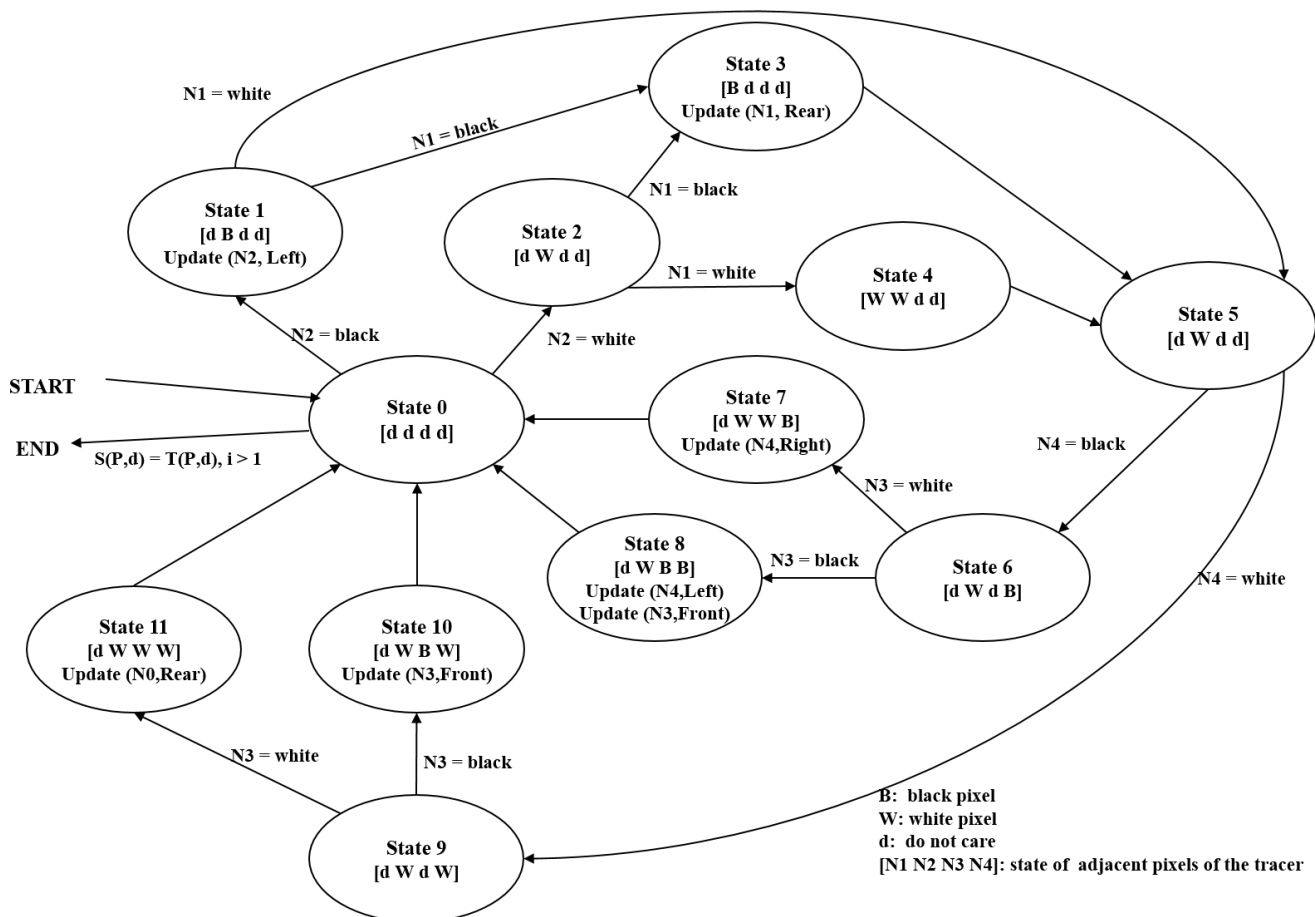 State 3
[B d d d]
Update (N1, Rear)
N1 = white
N1 = black
State 1
[d B d d]
Update (N2, Left)
State 2
[d W d d]
N1 = black
N1 = white
State 4
[W W d d]
State 5
[d W d d]
N2 = black
N2 = white
START
END
S(P,d) = T(P,d), i > 1
State 0
[d d d d]
State 7
[d W W B]
Update (N4,Right)
N4 = black
N3 = white
State 8
[d W B B]
Update (N4,Left)
Update (N3,Front)
N3 = black
State 6
[d W d B]
N4 = white
State 11
[d W W W]
Update (N0,Rear)
State 10
[d W B W]
Update (N3,Front)
N3 = white
N3 = black
State 9
[d W d W]
B: black pixel
W: white pixel
d: do not care
[N1 N2 N3 N4]: state of adjacent pixels of the tracer